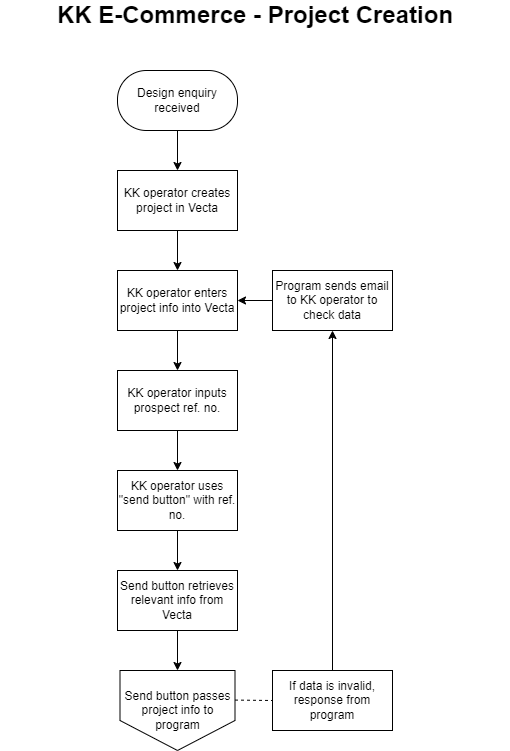 KK E-Commerce - Project Creation
Design enquiry
received
KK operator creates
project in Vecta
KK operator enters
project info into Vecta
Program sends email
to KK operator to
check data
KK operator inputs
prospect ref. no.
KK operator uses
"send button" with ref.
no.
Send button retrieves
relevant info from
Vecta
Send button passes
project info to
program
If data is invalid,
response from
program